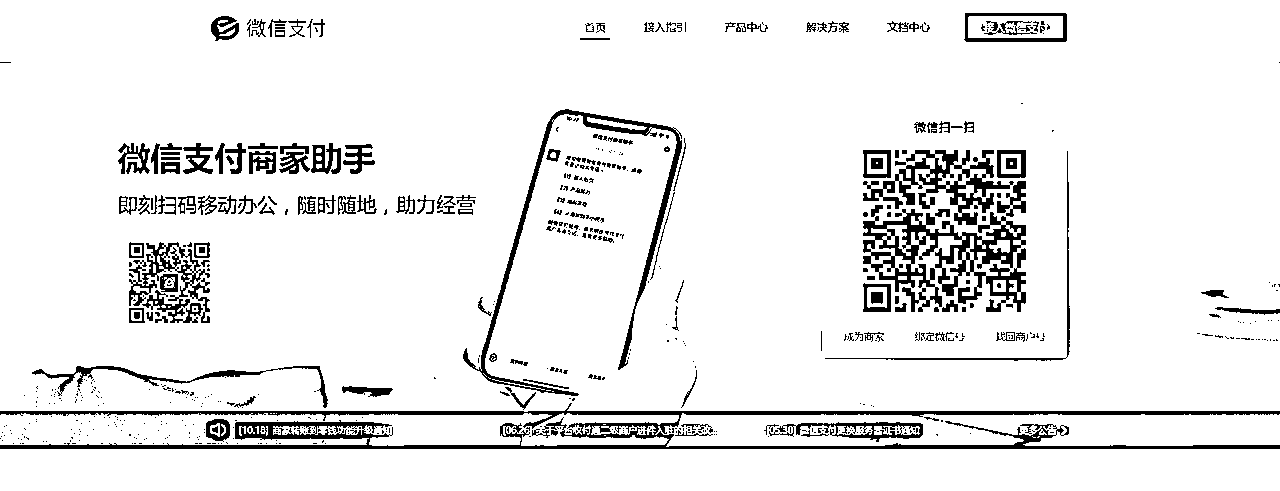 微信支付
首页 接入指引 产品中心 解决方案 文档中心 接入微信支付
微信支付商家助手
即刻扫码移动办公，随时随地，助力经营
微信扫一扫
成为商家 绑定微信号 找回商户号
[10.18] 商家转账到零钱功能升级通知
[06.26] 关于平台收付通二级商户进件入驻的相关改...
[05.30] 微信支付更换服务器证书通知
更多公告